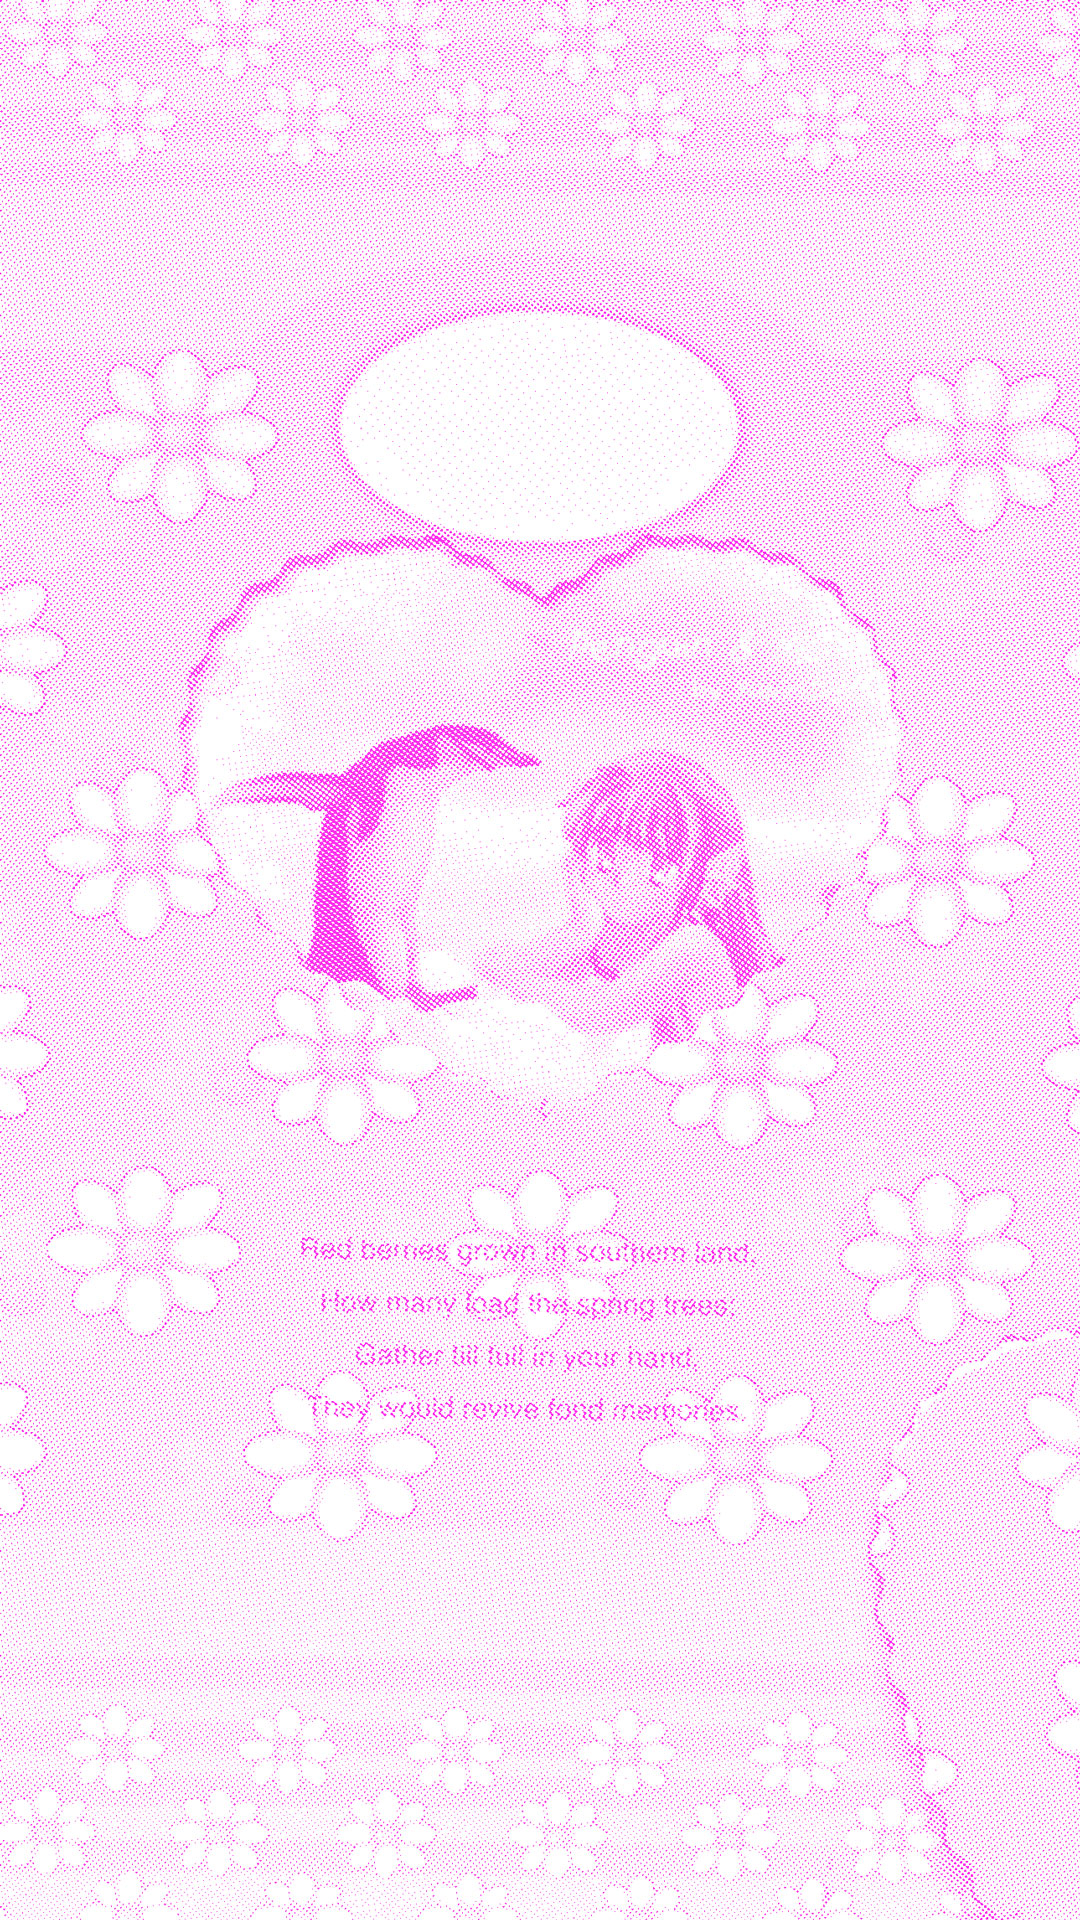 Red berries grown in southern land,
How many load the spring trees;
Gather till full in your hand,
They would revive fond memories.